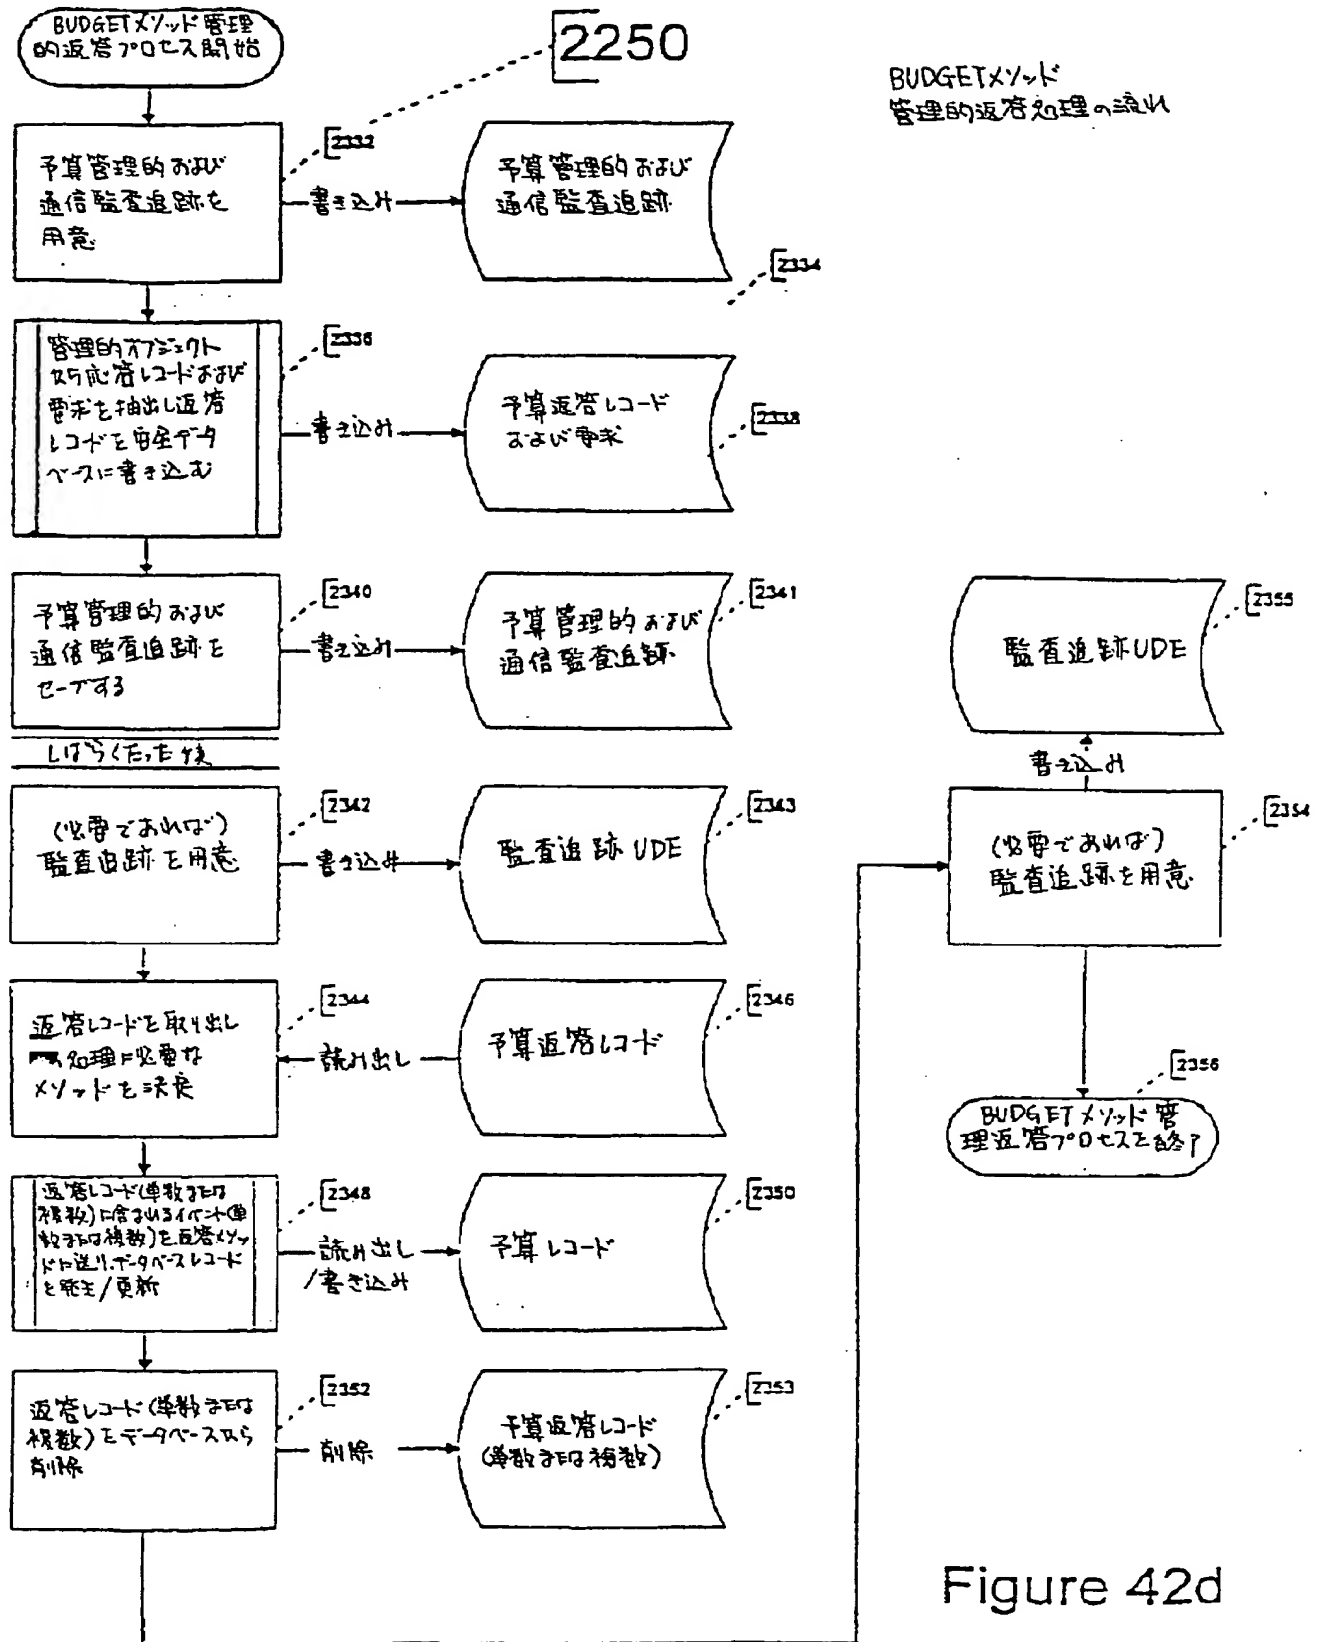 BUDGETメソッド管理
的返答プロセス開始
2250
BUDGETメソッド
管理的返答処理の流れ
2332
予算管理的および
通信監査追跡を
用意
書き込み
予算管理的および
通信監査追跡
2334
2336
管理的オブジェクト
から応答レコードおよび
要求を抽出し返答
レコードを安全データ
ベースに書き込む
書き込み
予算返答レコード
および要求
2338
2340
予算管理的および
通信監査追跡を
セーブする
書き込み
予算管理的および
通信監査追跡
2341
しばらくたった後
2342
(必要であれば)
監査追跡を用意
書き込み
監査追跡 UDE
2343
2344
返答レコードを取り出し
処理に必要な
メソッドを決定
読み出し
予算返答レコード
2346
2348
返答レコード(単数または
複数)に含まれるイベント(単
数または複数)を返答メソッ
ドに送り、データベースレコード
を発生/更新
読み出し
/書き込み
予算レコード
2350
2352
返答レコード(単数または
複数)をデータベースから
削除
削除
予算返答レコード
(単数または複数)
2353
2355
監査追跡UDE
書き込み
2354
(必要であれば)
監査追跡を用意
2356
BUDGETメソッド管
理返答プロセスを終了
Figure 42d